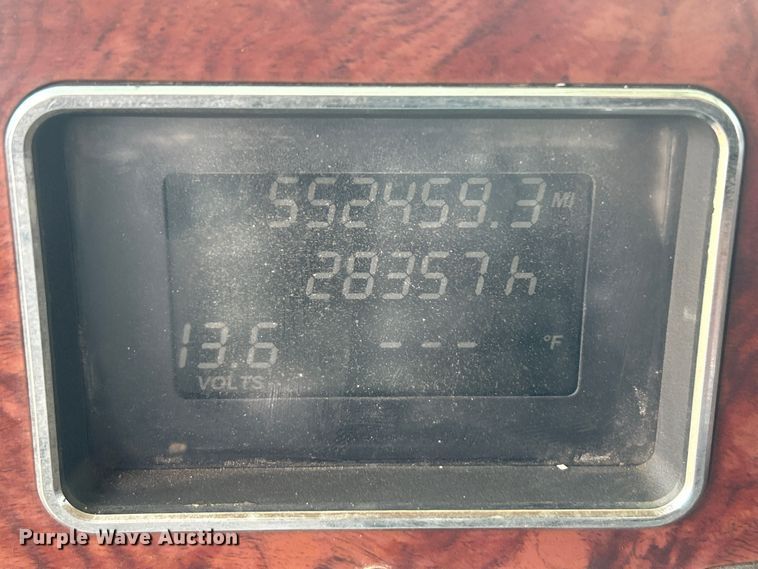 552459.3 MI
28357 h
13.6 --- °F
VOLTS
Purple Wave Auction